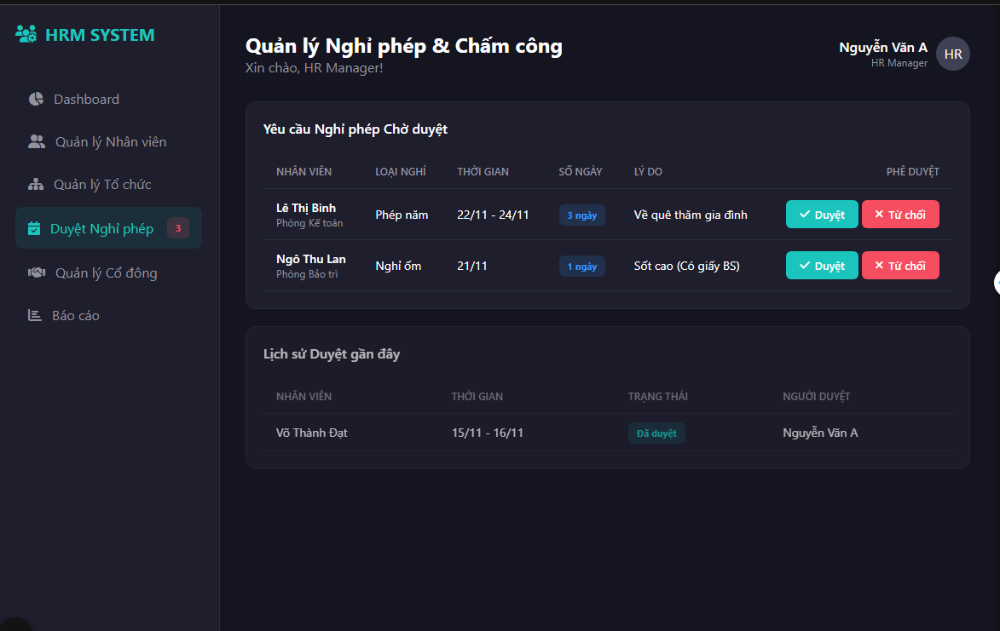 HRM SYSTEM
Dashboard
Quản lý Nhân viên
Quản lý Tổ chức
Duyệt Nghỉ phép 3
Quản lý Cổ đông
Báo cáo
Quản lý Nghỉ phép & Chấm công
Xin chào, HR Manager!
Nguyễn Văn A
HR Manager
HR
Yêu cầu Nghỉ phép Chờ duyệt
NHÂN VIÊN LOẠI NGHỈ THỜI GIAN SỐ NGÀY LÝ DO PHÊ DUYỆT
Lê Thị Bình
Phòng Kế toán
Phép năm 22/11 - 24/11 3 ngày Về quê thăm gia đình Duyệt Từ chối
Ngô Thu Lan
Phòng Bảo trì
Nghỉ ốm 21/11 1 ngày Sốt cao (Có giấy BS) Duyệt Từ chối
Lịch sử Duyệt gần đây
NHÂN VIÊN THỜI GIAN TRẠNG THÁI NGƯỜI DUYỆT
Võ Thành Đạt 15/11 - 16/11 Đã duyệt Nguyễn Văn A